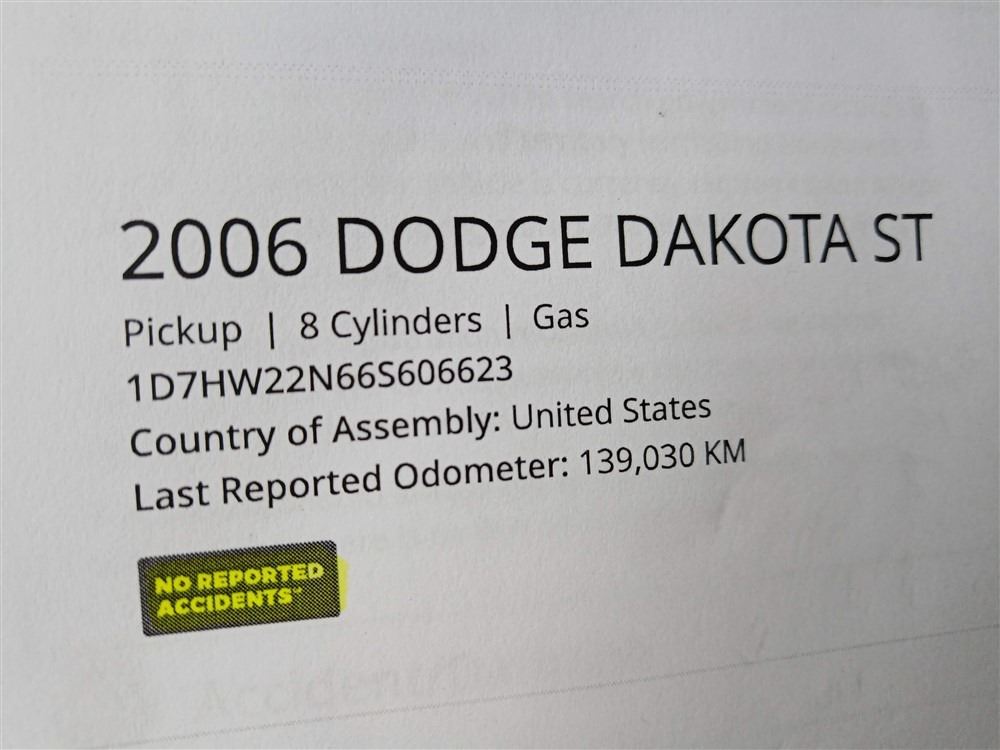 2006 DODGE DAKOTA ST
Pickup | 8 Cylinders | Gas
1D7HW22N66S606623
Country of Assembly: United States
Last Reported Odometer: 139,030 KM
NO REPORTED
ACCIDENTS™